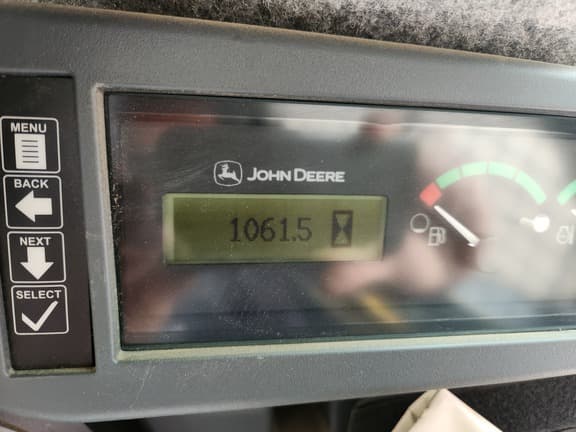 MENU
BACK
NEXT
SELECT
JOHN DEERE
1061.5